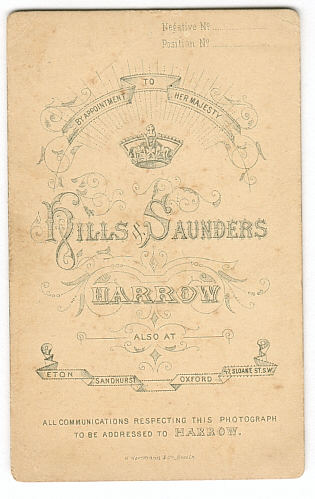 Negative Nº
Position Nº
BY APPOINTMENT TO HER MAJESTY
HILLS & SAUNDERS
HARROW
ALSO AT
ETON SANDHURST OXFORD 47 SLOANE ST. S.W.
ALL COMMUNICATIONS RESPECTING THIS PHOTOGRAPH
TO BE ADDRESSED TO HARROW.